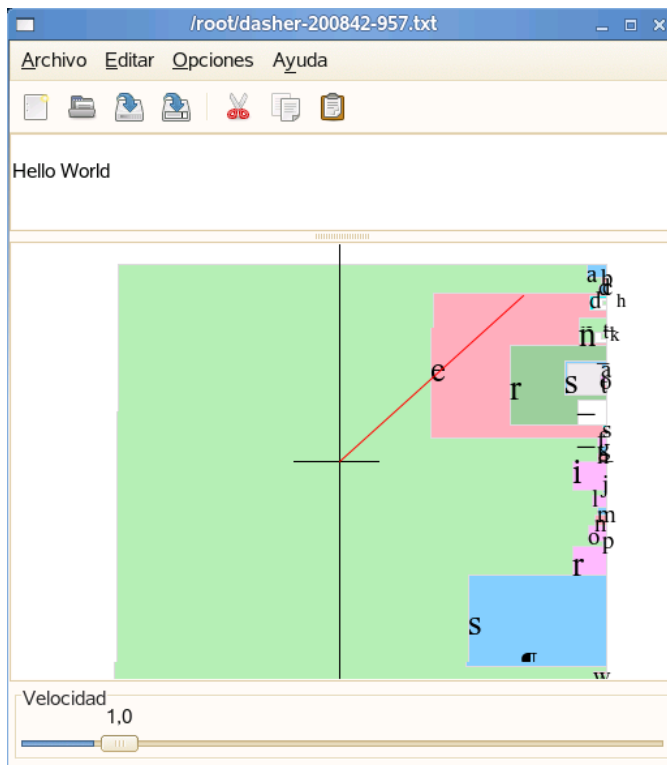 /root/dasher-200842-957.txt
Archivo Editar Opciones Ayuda
Hello World
a b
d h
n t k
e
r s
a
o
s
i
j
l
m
n
o p
r
s
¶
w
Velocidad
1,0